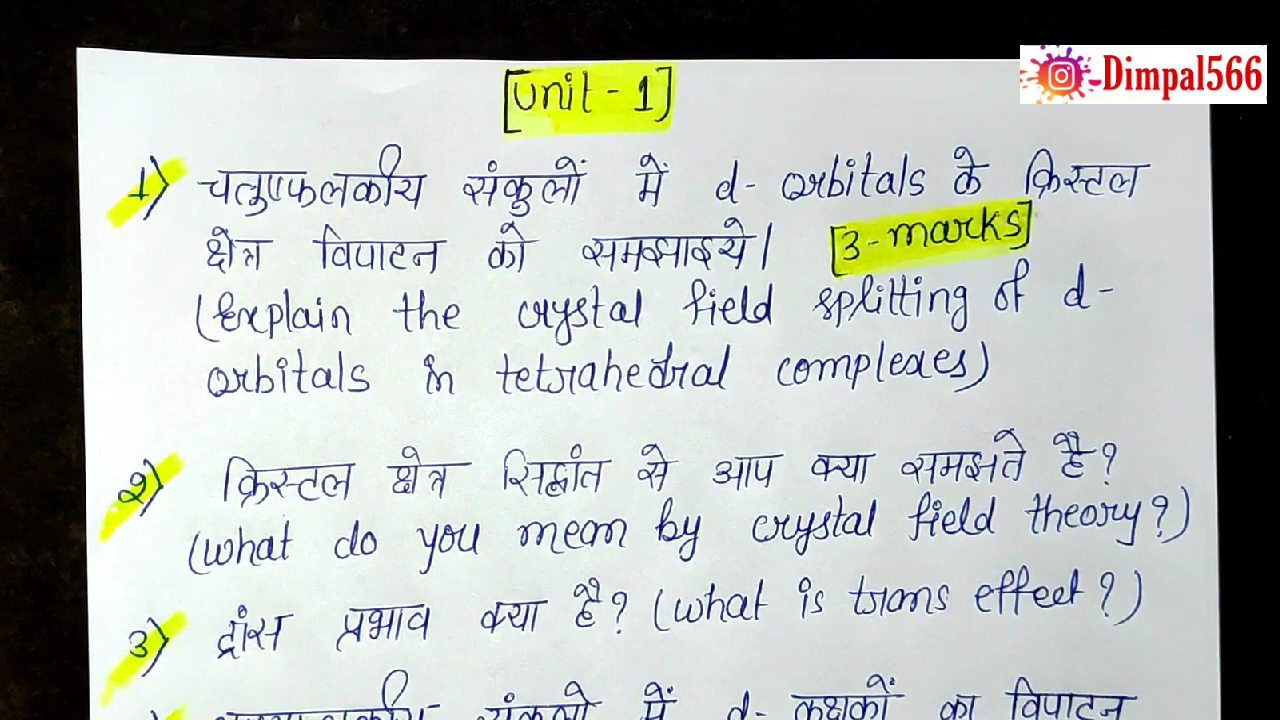 Dimpal566
[Unit - 1]
1) चतुष्फलकीय संकुलों में d- orbitals के क्रिस्टल
क्षेत्र विपाटन को समझाइये। [3-marks]
(Explain the crystal field splitting of d-
orbitals in tetrahedral complexes)
2) क्रिस्टल क्षेत्र सिद्धांत से आप क्या समझते है?
(what do you mean by crystal field theory?)
3) ट्रांस प्रभाव क्या है? (what is trans effect?)
संकुलो में d- कक्षकों का विपाटन